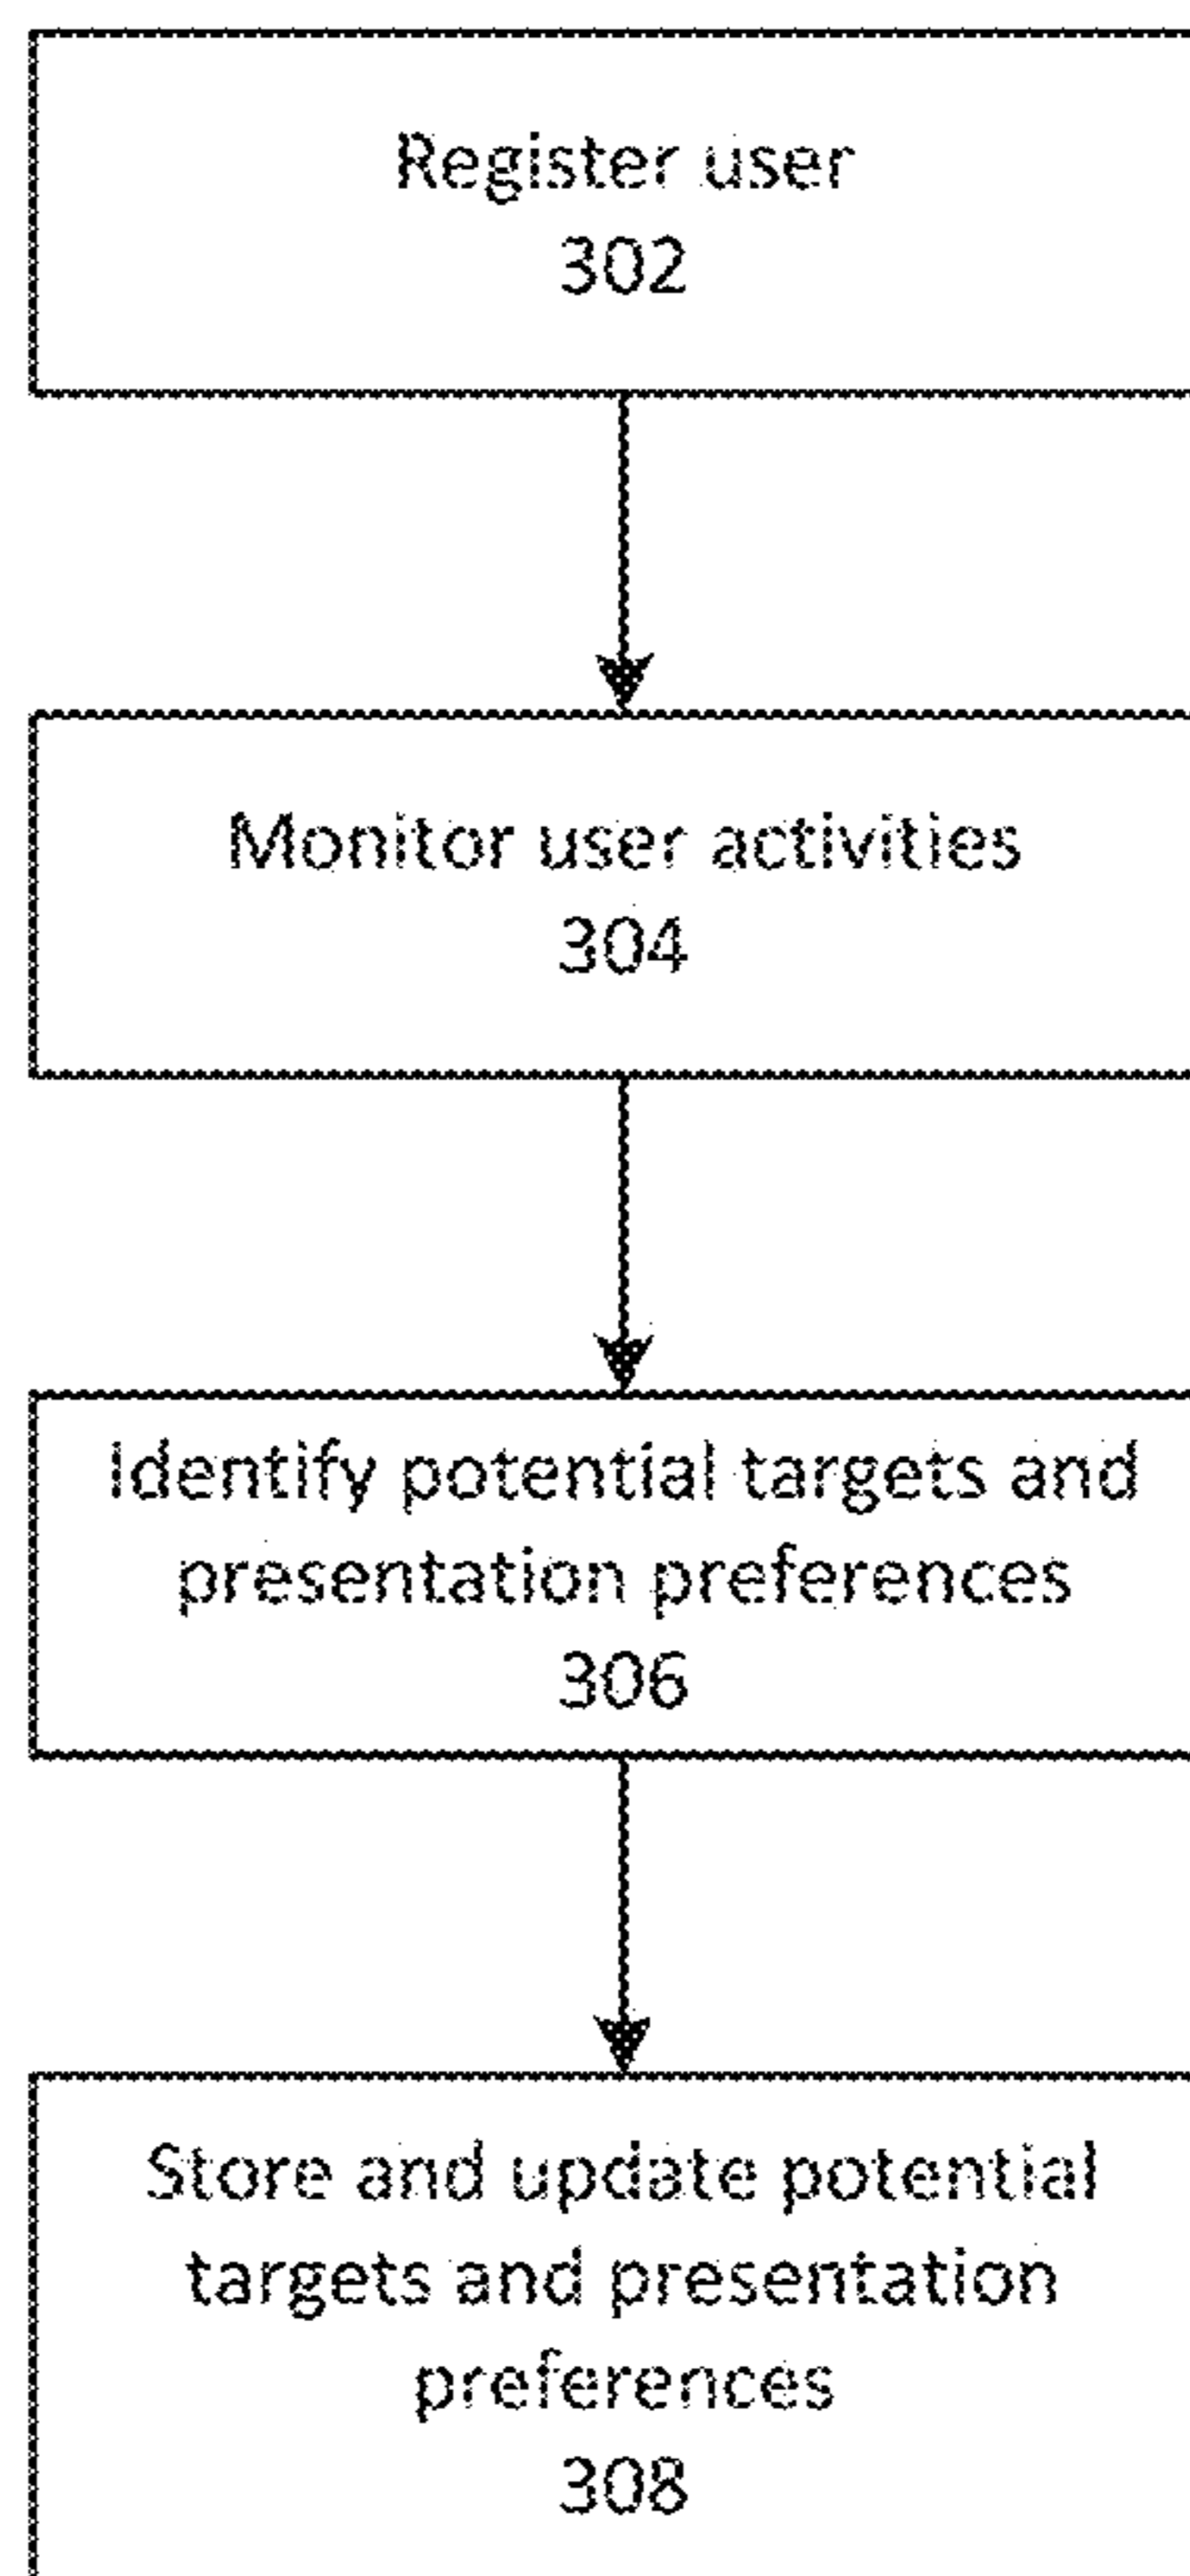 Register user
302
Monitor user activities
304
Identify potential targets and
presentation preferences
306
Store and update potential
targets and presentation
preferences
308